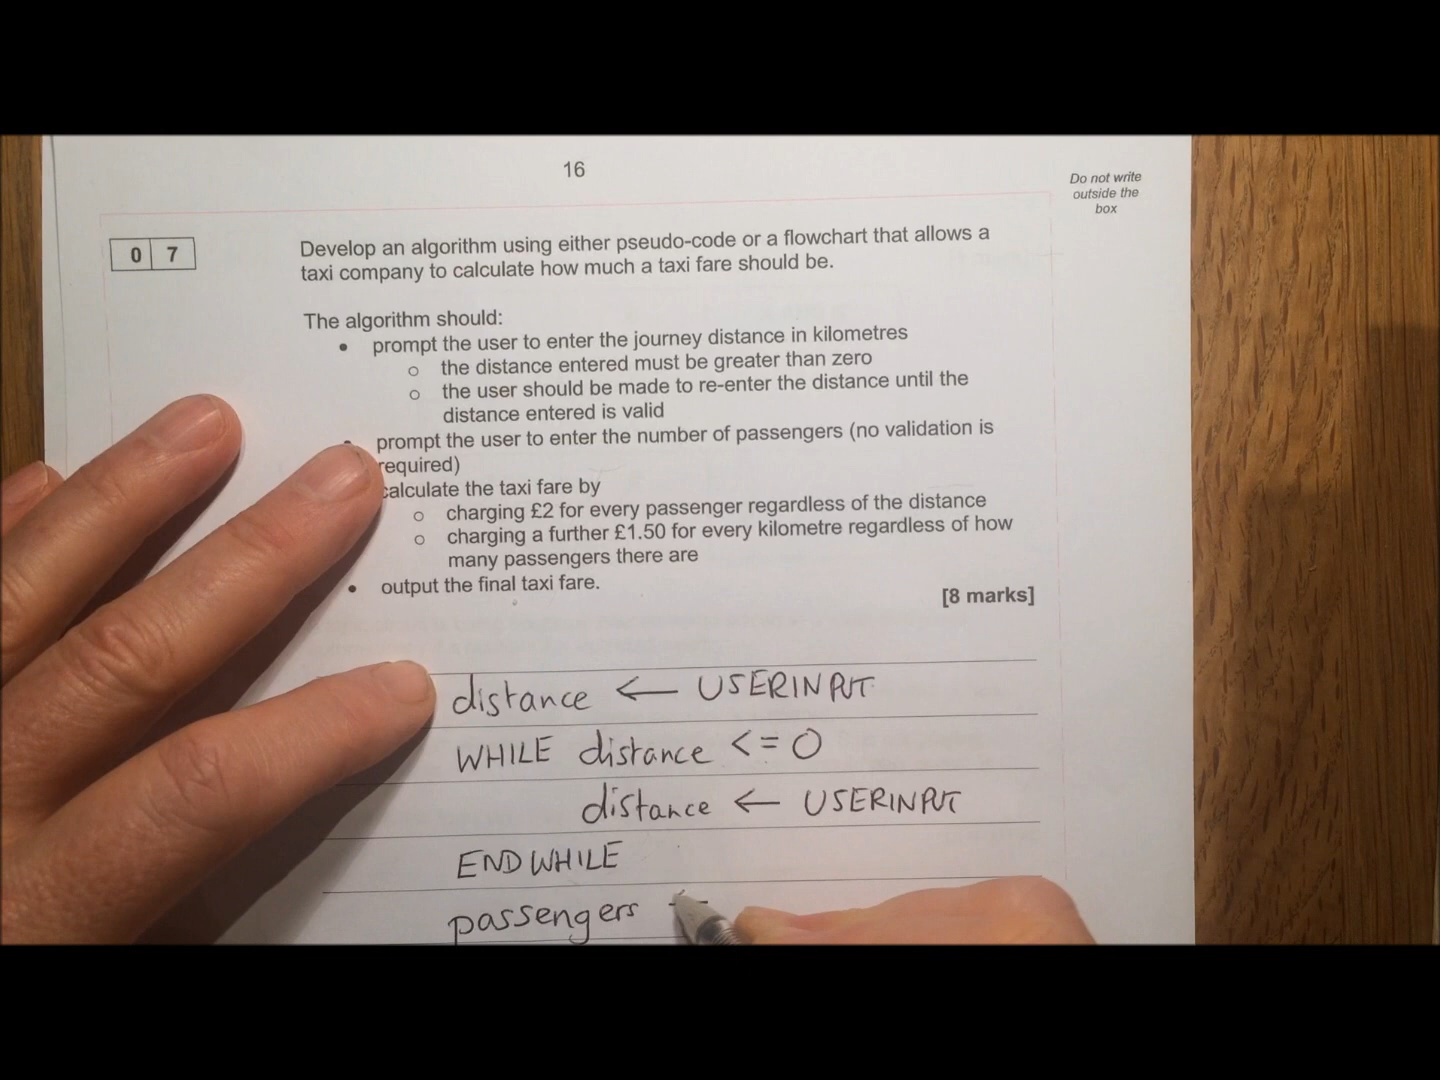 16
Do not write
outside the
box
0 7
Develop an algorithm using either pseudo-code or a flowchart that allows a
taxi company to calculate how much a taxi fare should be.
The algorithm should:
• prompt the user to enter the journey distance in kilometres
o the distance entered must be greater than zero
o the user should be made to re-enter the distance until the
distance entered is valid
• prompt the user to enter the number of passengers (no validation is
required)
calculate the taxi fare by
o charging £2 for every passenger regardless of the distance
o charging a further £1.50 for every kilometre regardless of how
many passengers there are
• output the final taxi fare.
[8 marks]
distance ← USERINPUT
WHILE distance <= 0
distance ← USERINPUT
ENDWHILE
passengers